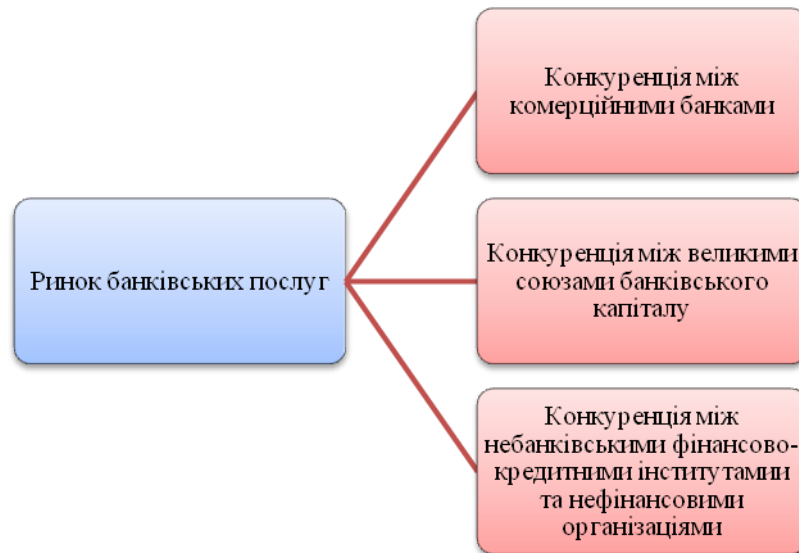 Конкуренція між
комерційними банками
Ринок банківських послуг
Конкуренція між великими
союзами банківського
капіталу
Конкуренція між
небанківськими фінансово-
кредитними інститутамии
та нефінансовими
організаціями